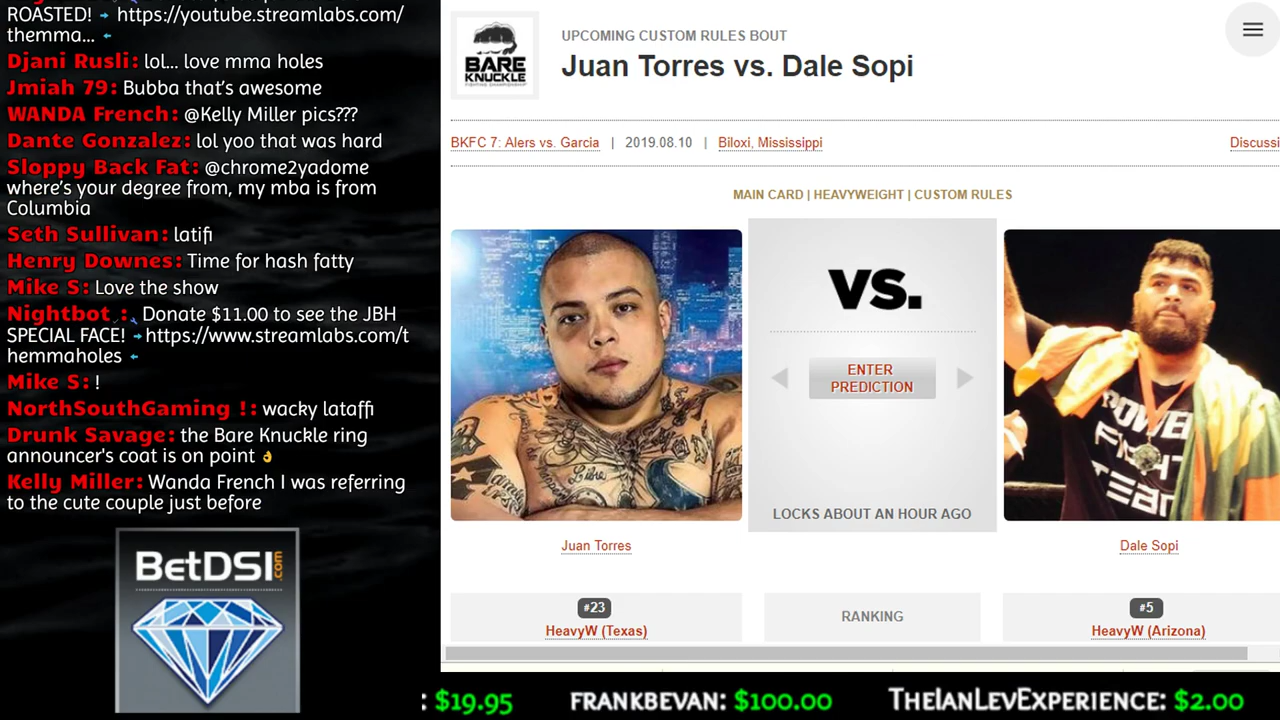 ROASTED! → https://youtube.streamlabs.com/
themma... ←
Djani Rusli: lol... love mma holes
Jmiah 79: Bubba that's awesome
WANDA French: @Kelly Miller pics???
Dante Gonzalez: lol yoo that was hard
Sloppy Back Fat: @chrome2yadome
where's your degree from, my mba is from
Columbia
Seth Sullivan: latifi
Henry Downes: Time for hash fatty
Mike S: Love the show
Nightbot: Donate $11.00 to see the JBH
SPECIAL FACE! → https://www.streamlabs.com/t
hemmaholes ←
Mike S: !
NorthSouthGaming !: wacky lataffi
Drunk Savage: the Bare Knuckle ring
announcer's coat is on point 👌
Kelly Miller: Wanda French I was referring
to the cute couple just before
BetDSI.com
BARE
KNUCKLE
FIGHTING CHAMPIONSHIP
UPCOMING CUSTOM RULES BOUT
Juan Torres vs. Dale Sopi
BKFC 7: Alers vs. Garcia | 2019.08.10 | Biloxi, Mississippi
Discussi
MAIN CARD | HEAVYWEIGHT | CUSTOM RULES
VS.
ENTER
PREDICTION
LOCKS ABOUT AN HOUR AGO
POWER
FIGHT
TEAM
Juan Torres
Dale Sopi
#23
HeavyW (Texas)
RANKING
#5
HeavyW (Arizona)
: $19.95 FRANKBEVAN: $100.00 TheIanLevExperience: $2.00